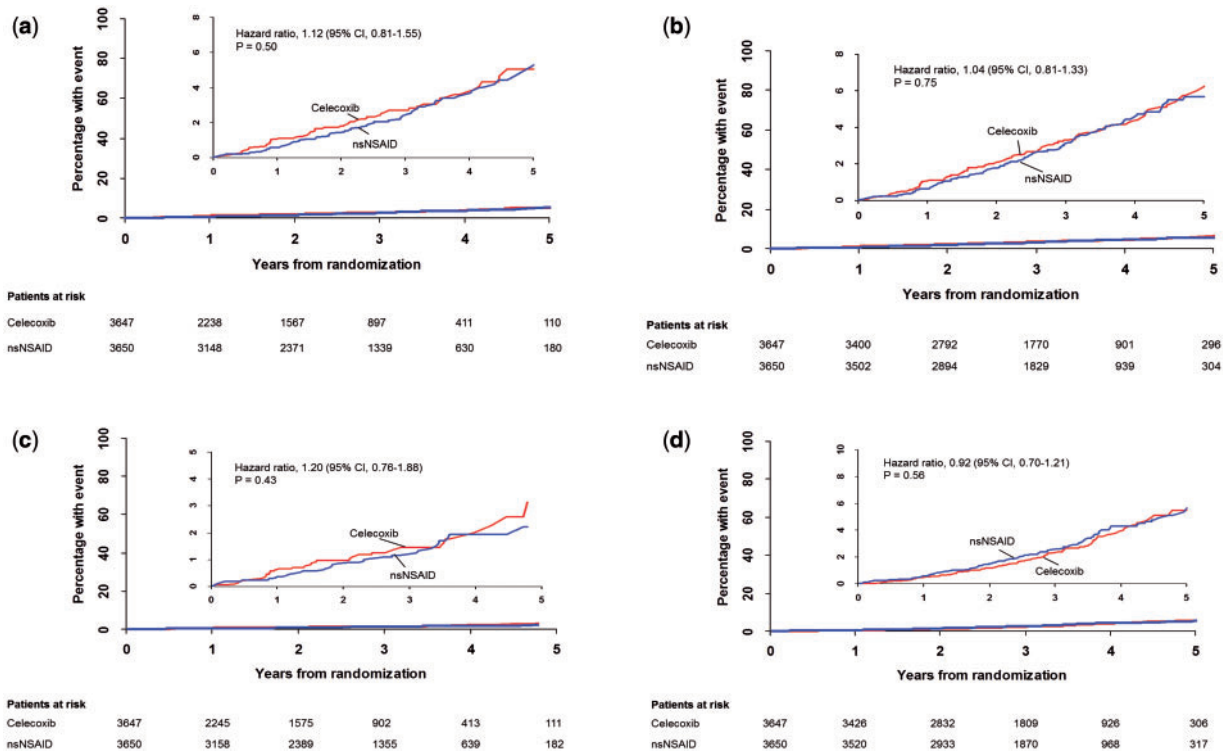 (a)
Percentage with event
100
80
60
40
20
0
8
6
4
2
0
Hazard ratio, 1.12 (95% CI, 0.81-1.55)
P = 0.50
Celecoxib
nsNSAID
0 1 2 3 4 5
0 1 2 3 4 5
Years from randomization
Patients at risk
Celecoxib 3647 2238 1567 897 411 110
nsNSAID 3650 3148 2371 1339 630 180
(b)
Percentage with event
100
80
60
40
20
0
8
6
4
2
0
Hazard ratio, 1.04 (95% CI, 0.81-1.33)
P = 0.75
Celecoxib
nsNSAID
0 1 2 3 4 5
0 1 2 3 4 5
Years from randomization
Patients at risk
Celecoxib 3647 3400 2792 1770 901 296
nsNSAID 3650 3502 2894 1829 939 304
(c)
Percentage with event
100
80
60
40
20
0
5
4
3
2
1
0
Hazard ratio, 1.20 (95% CI, 0.76-1.88)
P = 0.43
Celecoxib
nsNSAID
0 1 2 3 4 5
0 1 2 3 4 5
Years from randomization
Patients at risk
Celecoxib 3647 2245 1575 902 413 111
nsNSAID 3650 3158 2389 1355 639 182
(d)
Percentage with event
100
80
60
40
20
0
10
8
6
4
2
0
Hazard ratio, 0.92 (95% CI, 0.70-1.21)
P = 0.56
nsNSAID
Celecoxib
0 1 2 3 4 5
0 1 2 3 4 5
Years from randomization
Patients at risk
Celecoxib 3647 3426 2832 1809 926 306
nsNSAID 3650 3520 2933 1870 968 317